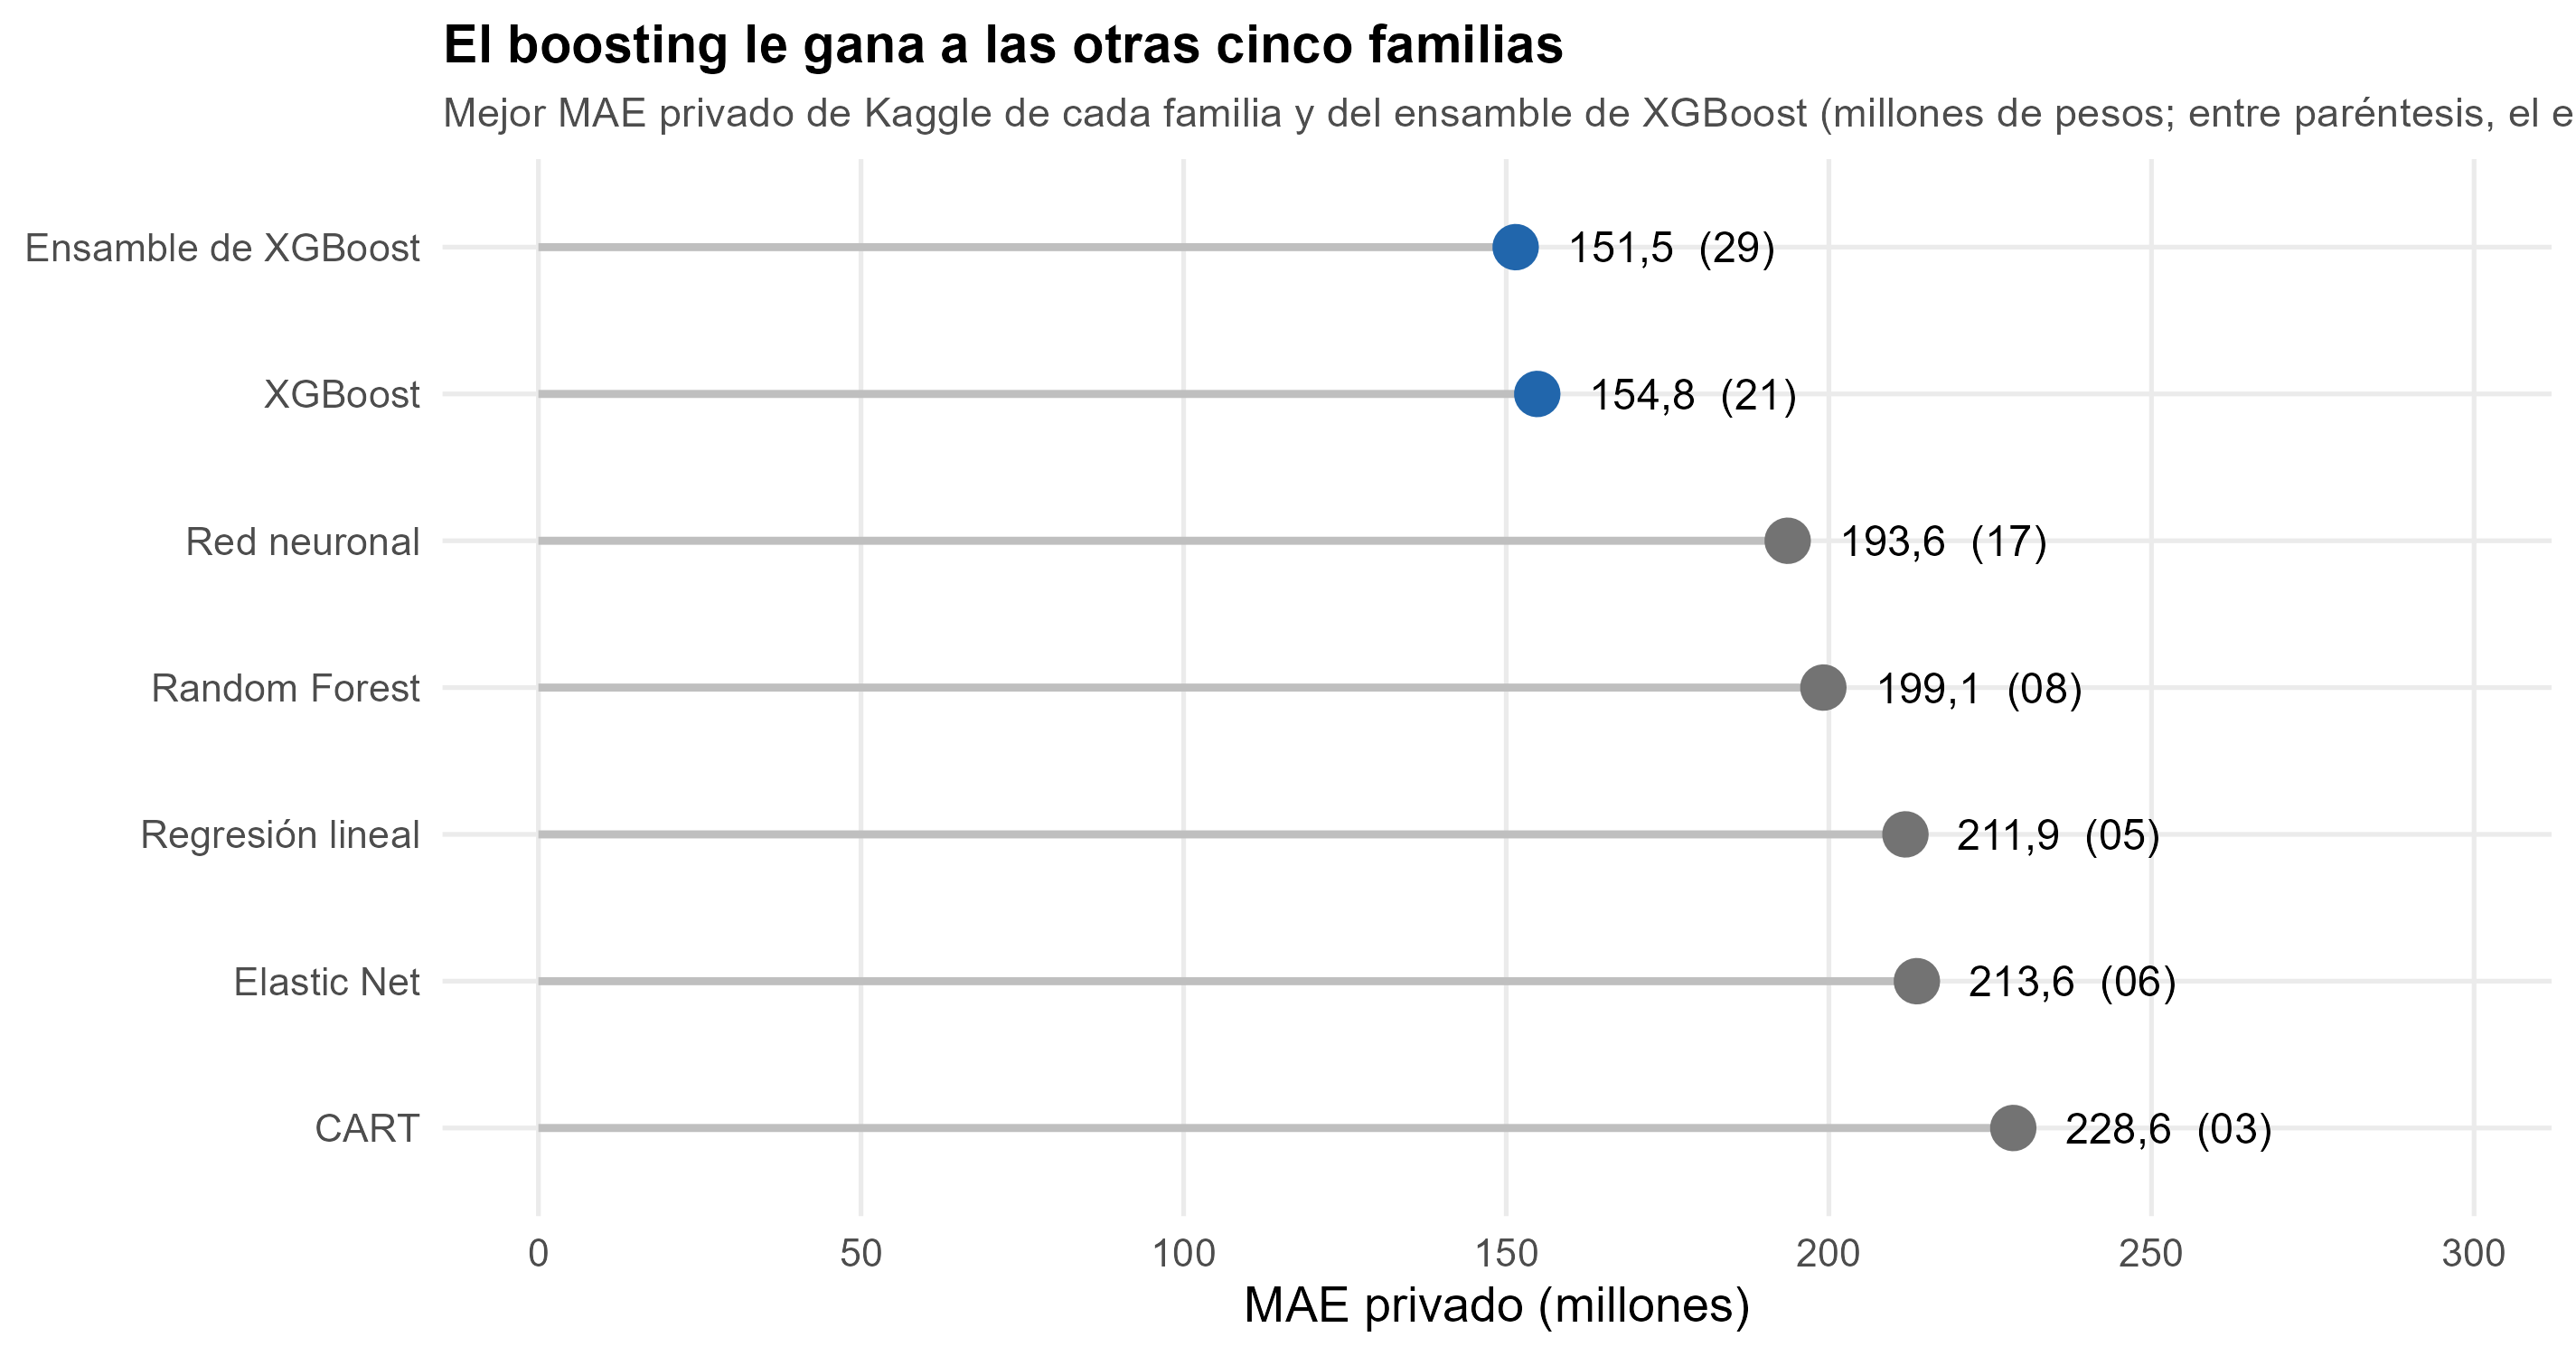 El boosting le gana a las otras cinco familias
Mejor MAE privado de Kaggle de cada familia y del ensamble de XGBoost (millones de pesos; entre paréntesis, el e
Ensamble de XGBoost 151,5 (29)
XGBoost 154,8 (21)
Red neuronal 193,6 (17)
Random Forest 199,1 (08)
Regresión lineal 211,9 (05)
Elastic Net 213,6 (06)
CART 228,6 (03)
0 50 100 150 200 250 300
MAE privado (millones)